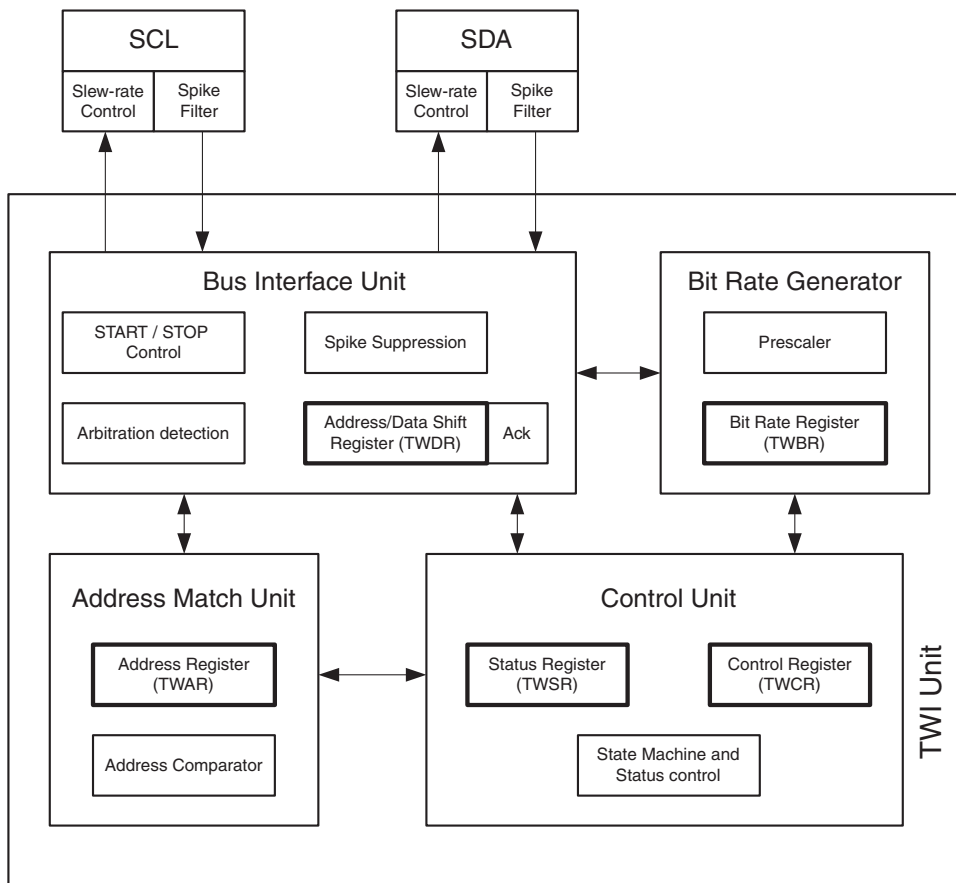 SCL
Slew-rate
Control
Spike
Filter
SDA
Slew-rate
Control
Spike
Filter
Bus Interface Unit
START / STOP
Control
Spike Suppression
Arbitration detection
Address/Data Shift
Register (TWDR)
Ack
Bit Rate Generator
Prescaler
Bit Rate Register
(TWBR)
Address Match Unit
Address Register
(TWAR)
Address Comparator
Control Unit
Status Register
(TWSR)
Control Register
(TWCR)
State Machine and
Status control
TWI Unit